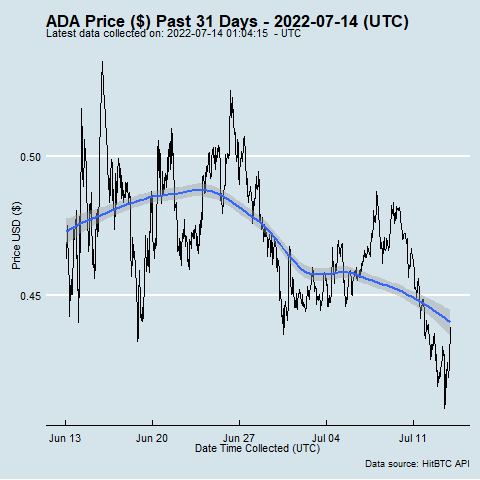 ADA Price ($) Past 31 Days - 2022-07-14 (UTC)
Latest data collected on: 2022-07-14 01:04:15  - UTC
Price USD ($)
0.50
0.45
Jun 13
Jun 20
Jun 27
Jul 04
Jul 11
Date Time Collected (UTC)
Data source: HitBTC API